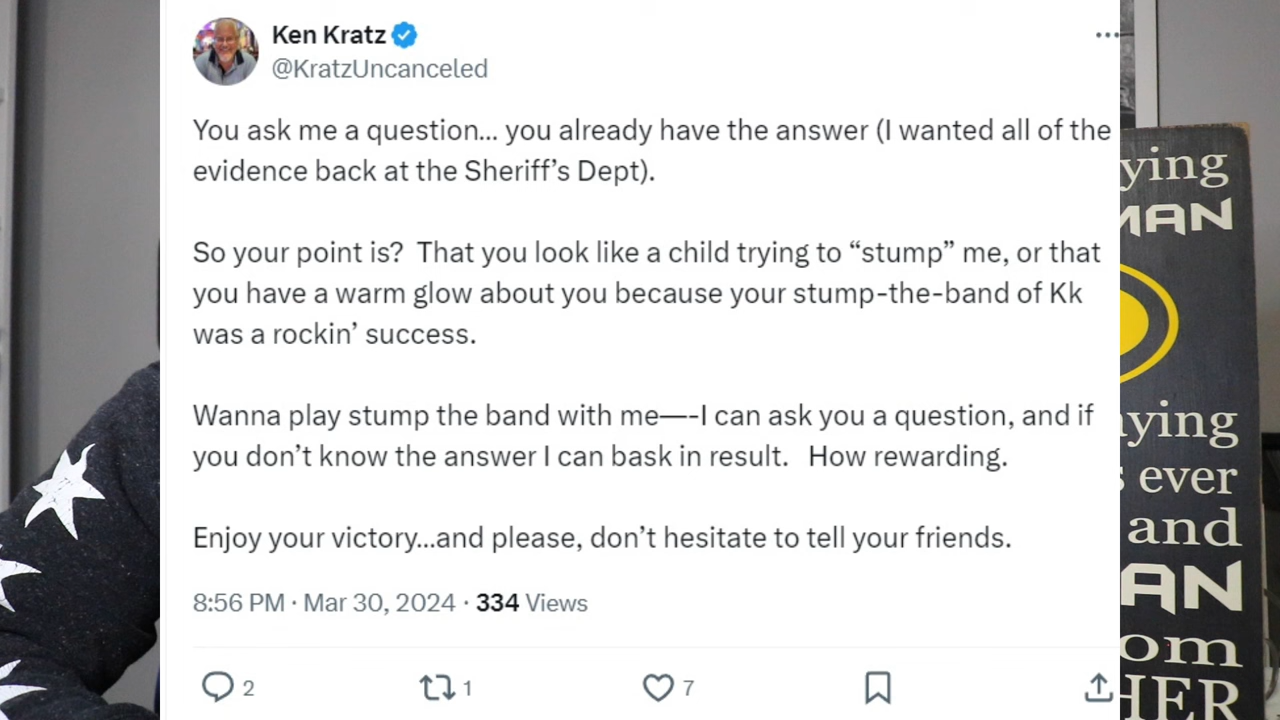 Ken Kratz
@KratzUncanceled
You ask me a question... you already have the answer (I wanted all of the
evidence back at the Sheriff’s Dept).
So your point is?  That you look like a child trying to “stump” me, or that
you have a warm glow about you because your stump-the-band of Kk
was a rockin’ success.
Wanna play stump the band with me—-I can ask you a question, and if
you don’t know the answer I can bask in result.   How rewarding.
Enjoy your victory...and please, don’t hesitate to tell your friends.
8:56 PM · Mar 30, 2024 · 334 Views
2
1
7
ying
MAN
ying
ever
and
AN
om
HER